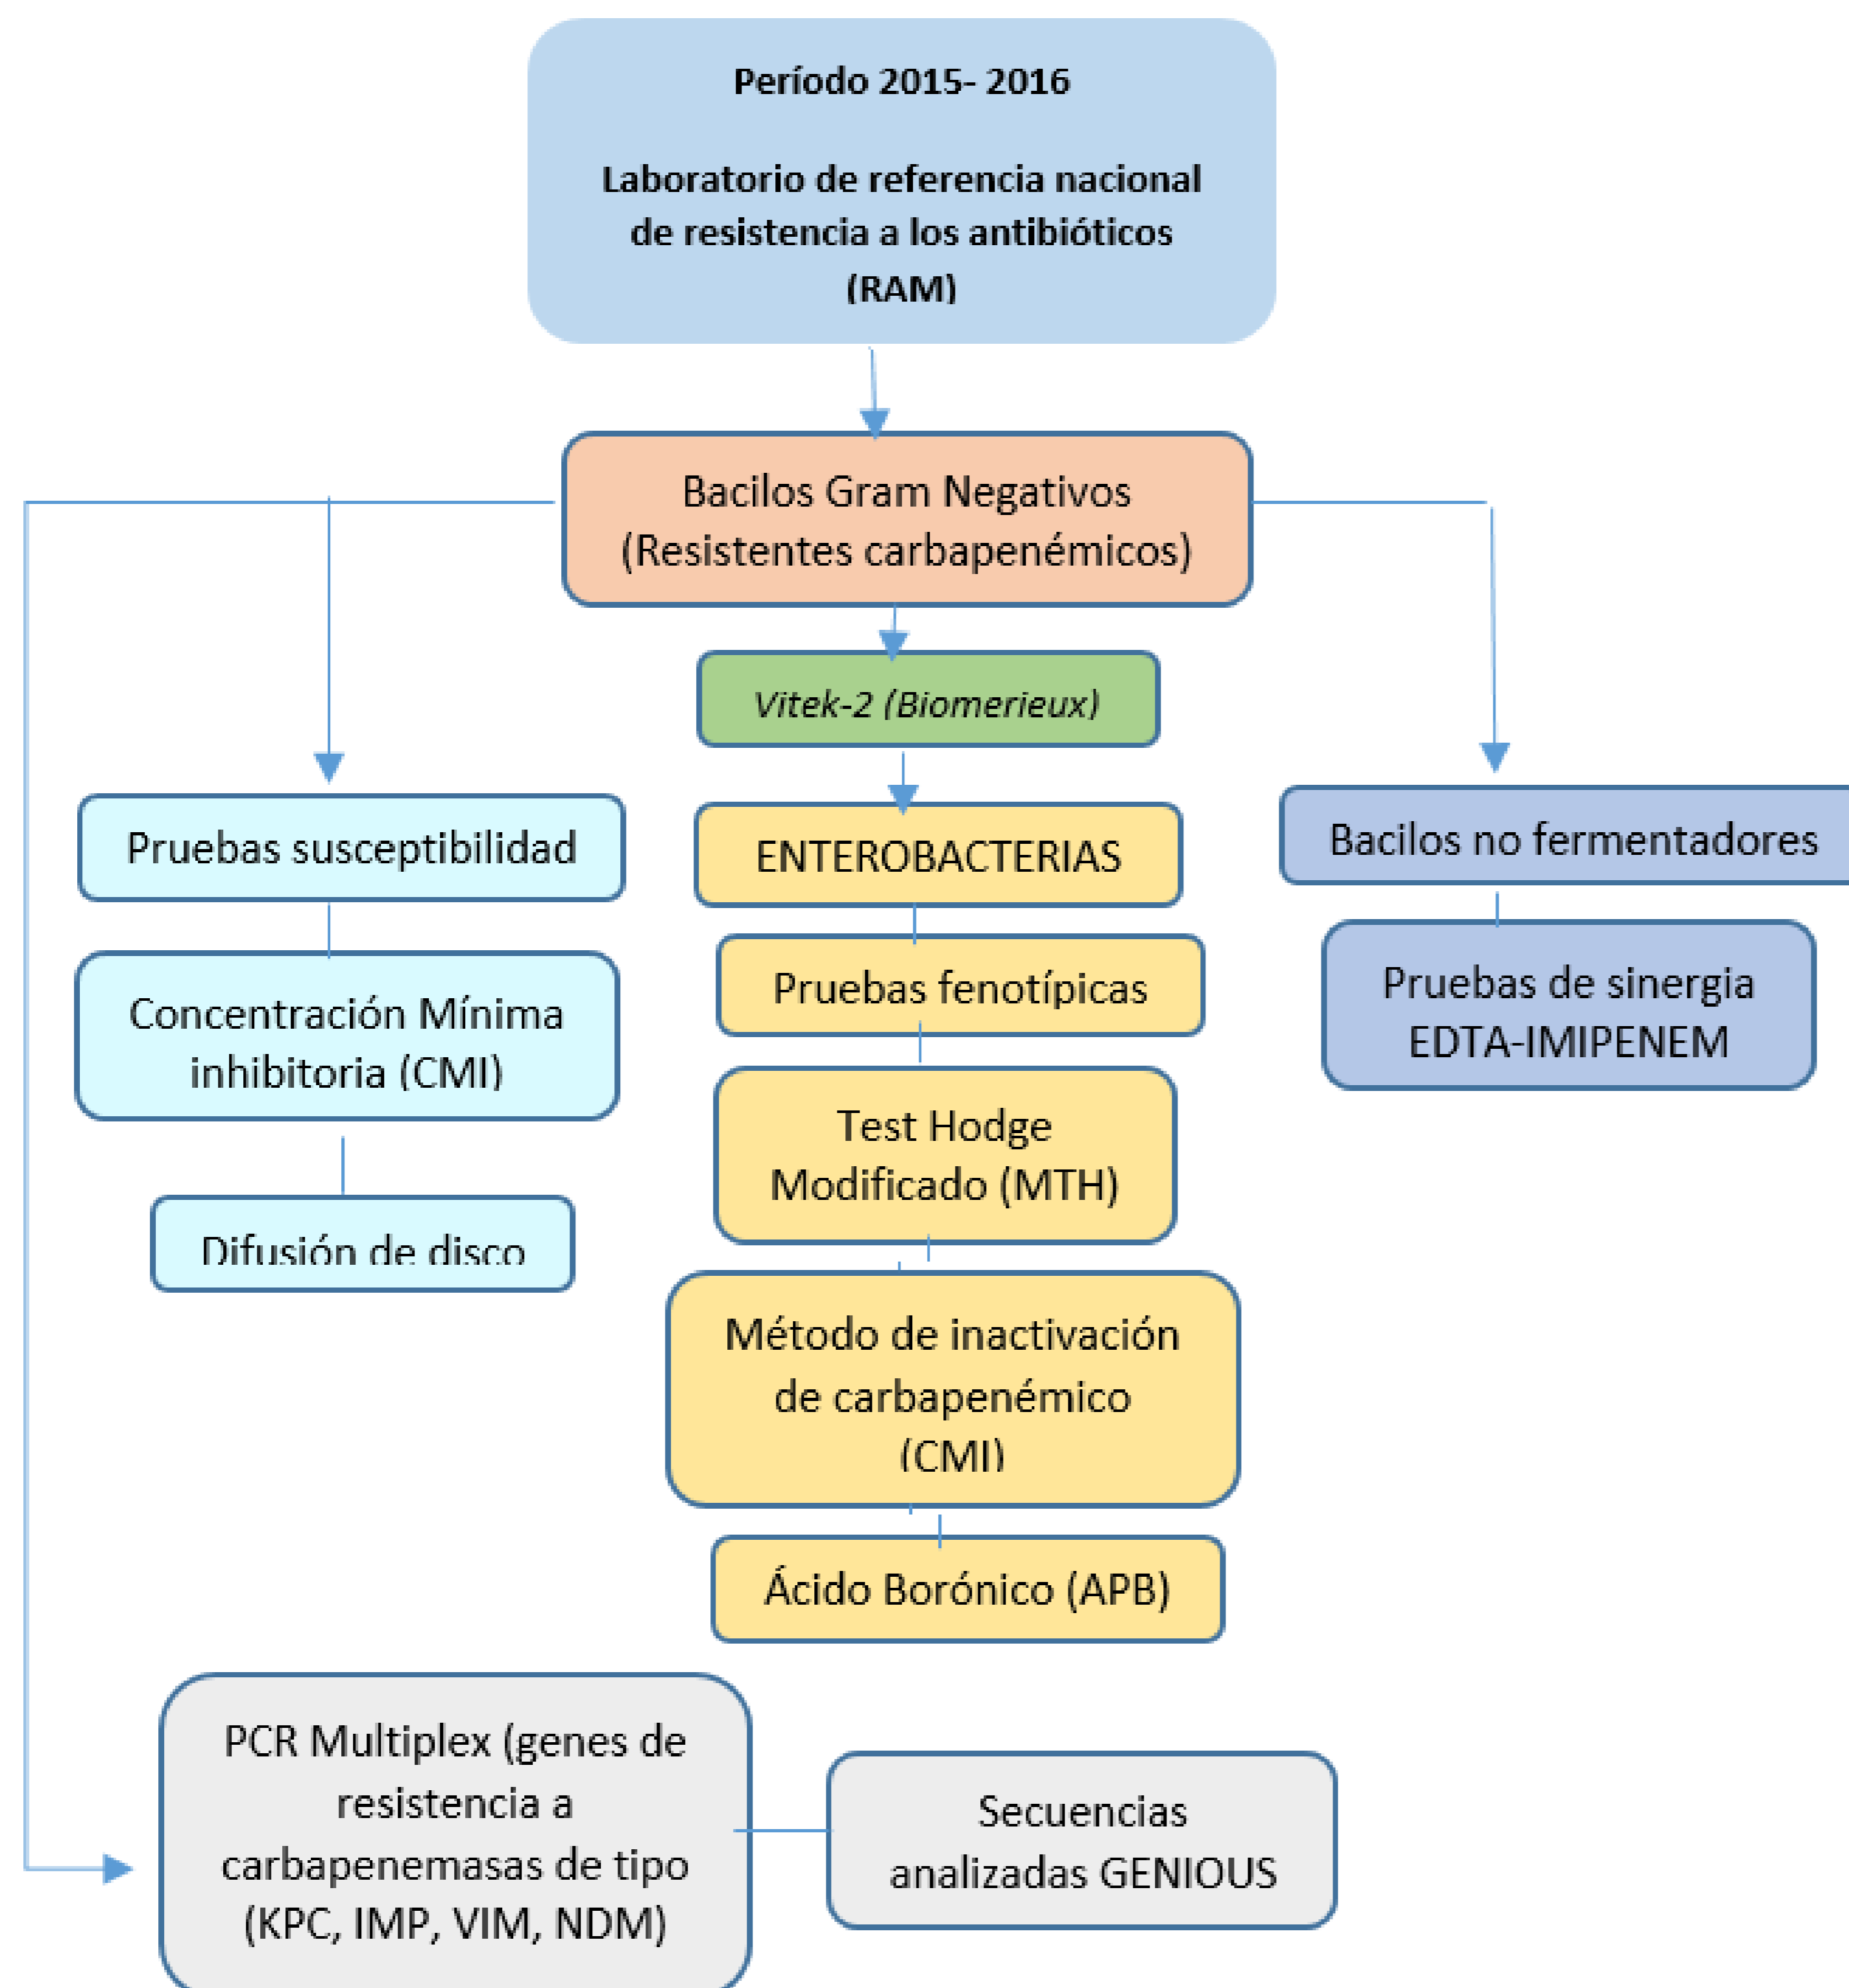 Período 2015- 2016
Laboratorio de referencia nacional
de resistencia a los antibióticos
(RAM)
Bacilos Gram Negativos
(Resistentes carbapenémicos)
Vitek-2 (Biomerieux)
Pruebas susceptibilidad
Concentración Mínima
inhibitoria (CMI)
Difusión de disco
ENTEROBACTERIAS
Pruebas fenotípicas
Test Hodge
Modificado (MTH)
Método de inactivación
de carbapenémico
(CMI)
Ácido Borónico (APB)
Bacilos no fermentadores
Pruebas de sinergia
EDTA-IMIPENEM
PCR Multiplex (genes de
resistencia a
carbapenemasas de tipo
(KPC, IMP, VIM, NDM)
Secuencias
analizadas GENIOUS